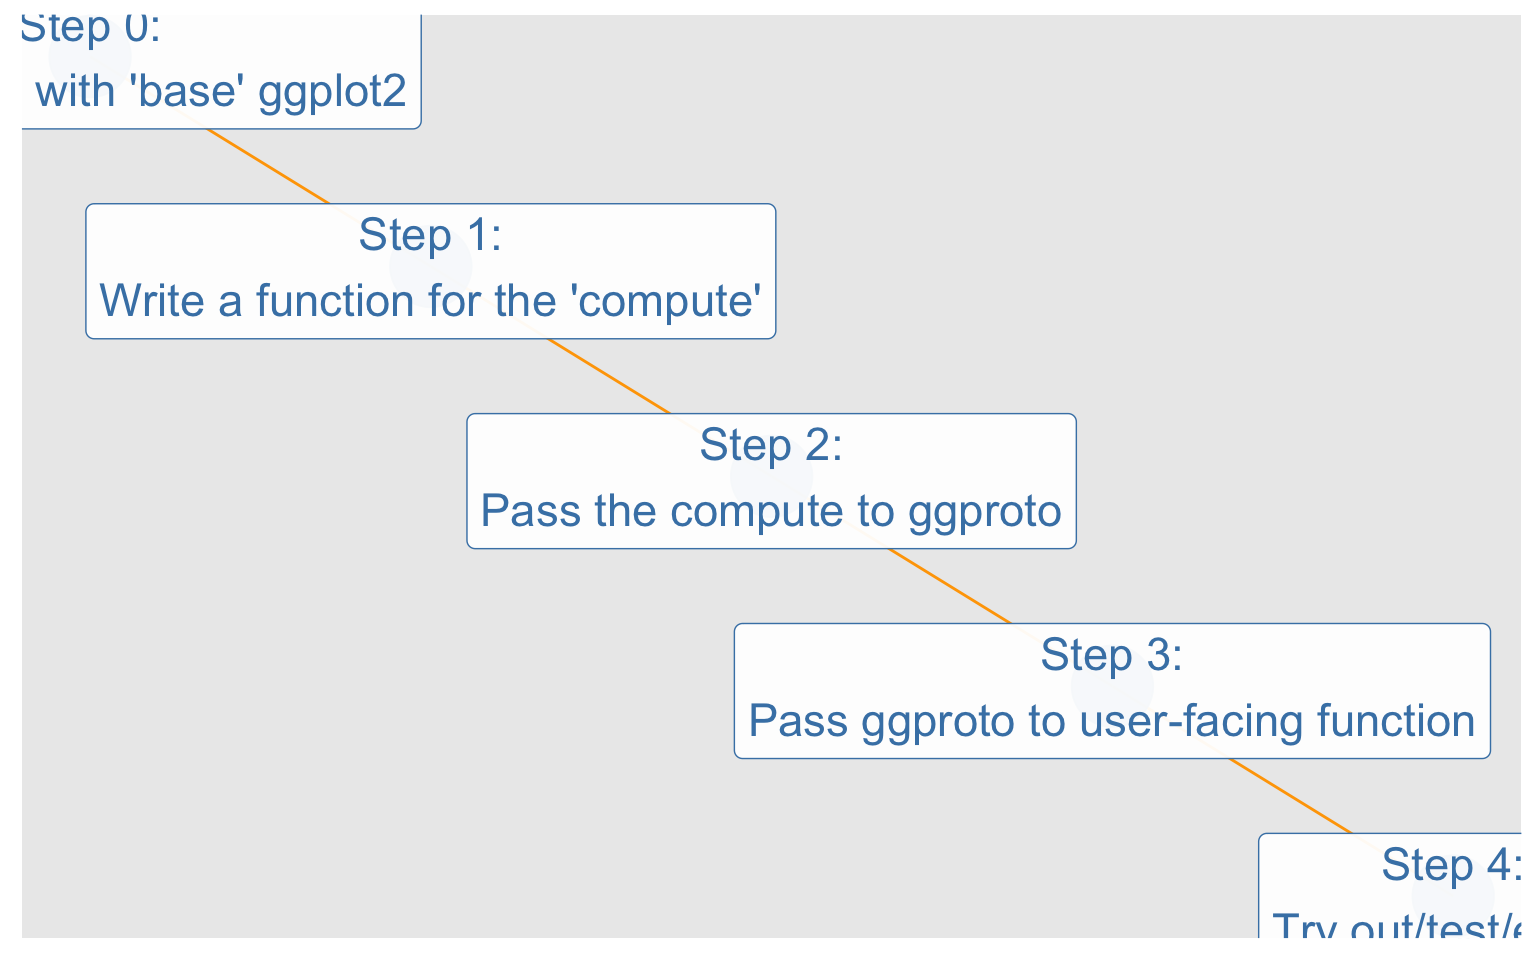 Step 0:
with 'base' ggplot2
Step 1:
Write a function for the 'compute'
Step 2:
Pass the compute to ggproto
Step 3:
Pass ggproto to user-facing function
Step 4:
Try out/test/